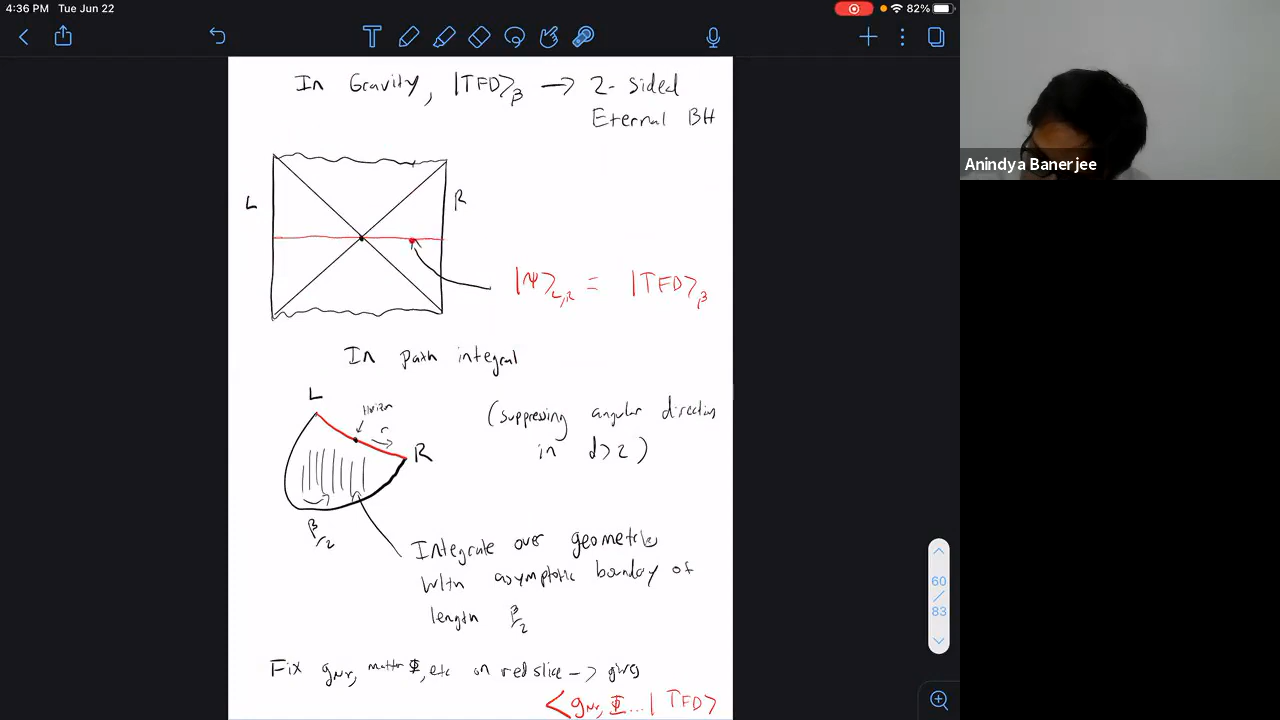 4:36 PM Tue Jun 22
82%
In Gravity, |TFD⟩β → 2-sided
Eternal BH
L
R
|Ψ⟩L,R = |TFD⟩β
In path integral
L
Horizon
r
R
(suppressing angular directions
in d>2)
β/2
Integrate over geometries
with asymptotic boundary of
length β/2
Fix gμν, matter Φ, etc on red slice → gives
<gμν, Φ...| TFD>
60
/
83
Anindya Banerjee